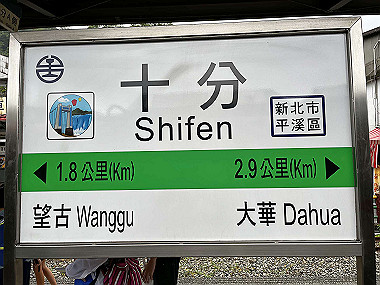 十分
Shifen
新北市
平溪區
◀ 1.8公里(Km)
2.9公里(Km) ▶
望古 Wanggu
大華 Dahua